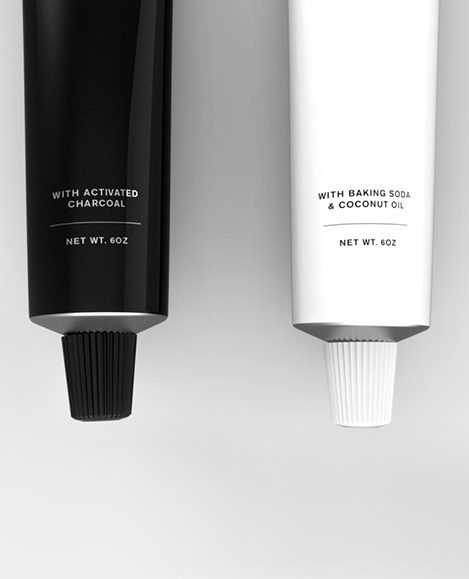 WITH ACTIVATED
CHARCOAL
NET WT. 6OZ
WITH BAKING SODA
& COCONUT OIL
NET WT. 6OZ